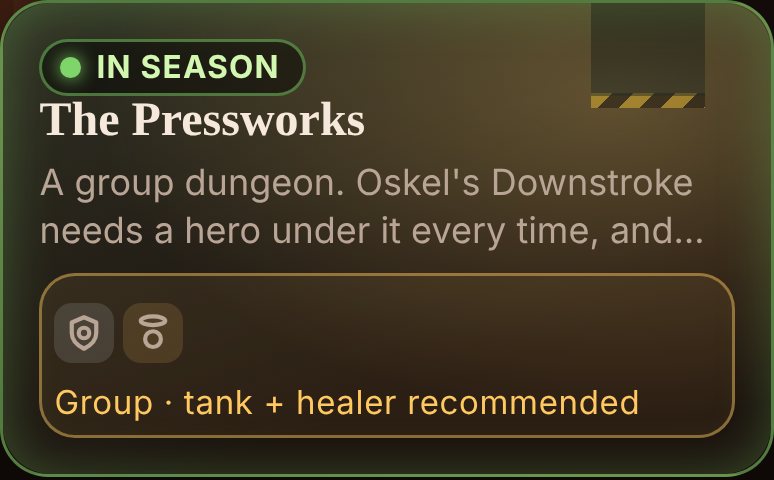 IN SEASON
The Pressworks
A group dungeon. Oskel's Downstroke
needs a hero under it every time, and...
Group · tank + healer recommended